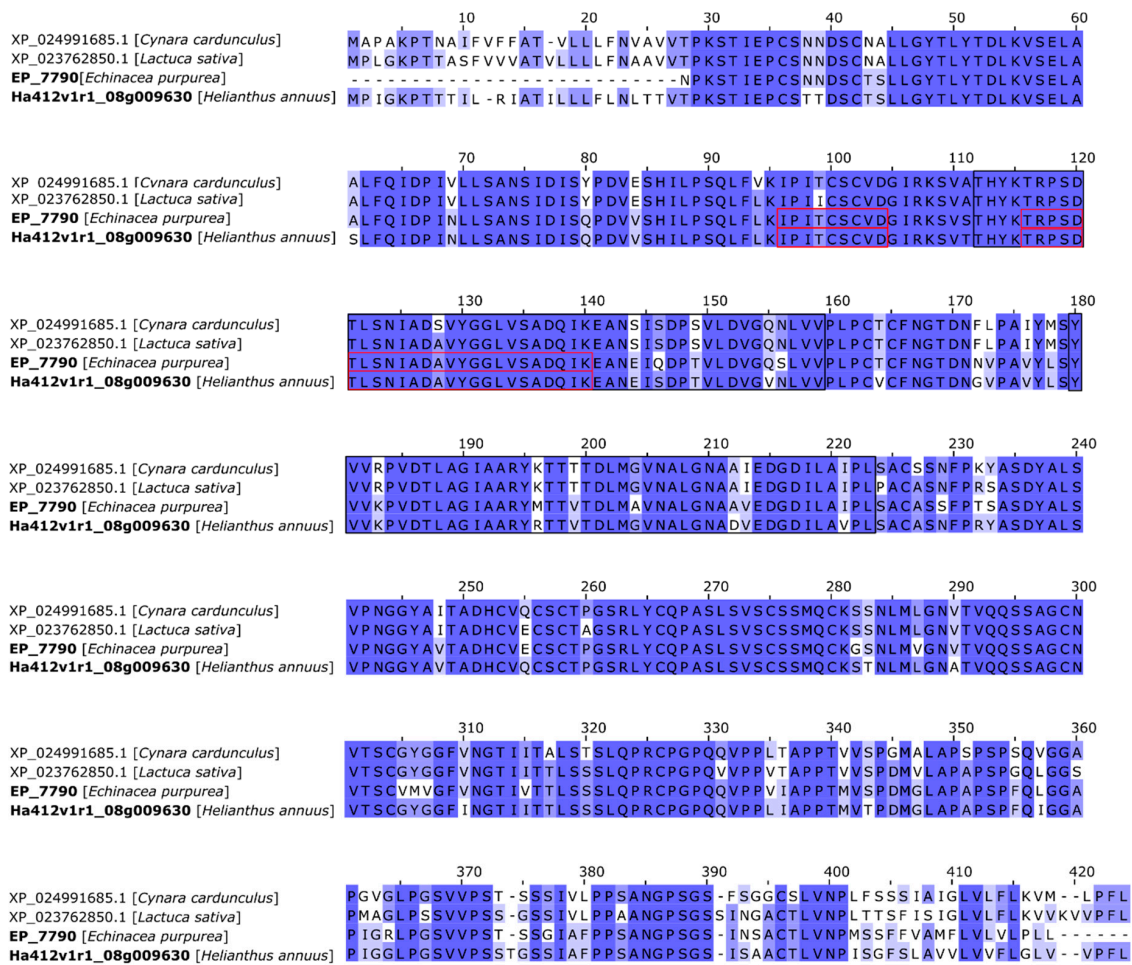 10 20 30 40 50 60
XP_024991685.1 [Cynara cardunculus] MAPAKPTNAIFVFFAT-VLLLFNVAVVTPKSTIEPCSNNDSCNALLGYTLYTDLKVSELA
XP_023762850.1 [Lactuca sativa] MPLGKPTTASFVVVATVLLLLFNAAVVTPKSTIEPCSNNDSCNALLGYTLYTDLKVSELA
EP_7790[Echinacea purpurea] ---------------------------NPKSTIEPCSNNDSCTSLLGYTLYTDLKVSELA
Ha412v1r1_08g009630 [Helianthus annuus] MPIGKPTTTIL-RIATILLLFLNLTTVTPKSTIEPCSTTDSCTSLLGYTLYTDLKVSELA
70 80 90 100 110 120
XP_024991685.1 [Cynara cardunculus] ALFQIDPIVLLSANSIDISYPDVESHILPSQLFVKIPITCSCVDGIRKSVATHYKTRPSD
XP_023762850.1 [Lactuca sativa] ALFQIDPIVLLSANSIDISYPDVESHILPSQLFLKIPIICSCVDGIRKSVATHYKTRPSD
EP_7790 [Echinacea purpurea] ALFQIDPINLLSANSIDISQPDVESHILPSQLFLKIPITCSCVDGIRKSVSTHYKTRPSD
Ha412v1r1_08g009630 [Helianthus annuus] SLFQIDPINLLSANSIDISQPDVVSHILPSQLFLKIPITCSCVDGIRKSVTTHYKTRPSD
130 140 150 160 170 180
XP_024991685.1 [Cynara cardunculus] TLSNIADSVYGGLVSADQIKEANSISDPSVLDVGQNLVVPLPCTCFNGTDNFLPAIYMSY
XP_023762850.1 [Lactuca sativa] TLSNIADAVYGGLVSADQIKEANSISDPSVLDVGQNLVVPLPCTCFNGTDNFLPAIYMSY
EP_7790 [Echinacea purpurea] TLSNIADAVYGGLVSADQIKEANEIQDPSVLDVGQSLVVPLPCTCFNGTDNNVPAVYLSY
Ha412v1r1_08g009630 [Helianthus annuus] TLSNIADAVYGGLVSADQIKEANEISDPTVLDVGVNLVVPLPCVCFNGTDNGVPAVYLSY
190 200 210 220 230 240
XP_024991685.1 [Cynara cardunculus] VVRPVDTLAGIAARYKTTTTDLMGVNALGNAAIEDGDILAIPLSACSSNFPKYASDYALS
XP_023762850.1 [Lactuca sativa] VVRPVDTLAGIAARYKTTTTDLMGVNALGNAAIEDGDILAIPLPACASNFPRSASDYALS
EP_7790 [Echinacea purpurea] VVKPVDTLAGIAARYMTTVTDLMAVNALGNAAVEDGDILAIPLSACASSFPTSASDYALS
Ha412v1r1_08g009630 [Helianthus annuus] VVKPVDTLAGIAARYRTTVTDLMGVNALGNADVEDGDILAVPLSACASNFPRYASDYALS
250 260 270 280 290 300
XP_024991685.1 [Cynara cardunculus] VPNGGYAITADHCVQCSCTPGSRLYCQPASLSVSCSSMQCKSSNLMLGNVTVQQSSAGCN
XP_023762850.1 [Lactuca sativa] VPNGGYAITADHCVECSCTAGSRLYCQPASLSVSCSSMQCKSSNLMLGNVTVQQSSAGCN
EP_7790 [Echinacea purpurea] VPNGGYAVTADHCVECSCTPGSRLYCQPASLSVSCSSMQCKGSNLMVGNVTVQQSSAGCN
Ha412v1r1_08g009630 [Helianthus annuus] VPNGGYAVTADHCVQCSCTPGSRLYCQPASLSVSCSSMQCKSTNLMLGNATVQQSSAGCN
310 320 330 340 350 360
XP_024991685.1 [Cynara cardunculus] VTSCGYGGFVNGTIITALSTSLQPRCPGPQQVPPLTAPPTVVSPGMALAPSPSPSQVGGA
XP_023762850.1 [Lactuca sativa] VTSCGYGGFVNGTIITTLSSSLQPRCPGPQVVPPVTAPPTVVSPDMVLAPAPSPGQLGGS
EP_7790 [Echinacea purpurea] VTSCVMVGFVNGTIVTTLSSSLQPRCPGPQQVPPVIAPPTMVSPDMSLAPAPSPFQLGGA
Ha412v1r1_08g009630 [Helianthus annuus] VTSCGYGGFINGTIITTLSSSLQPRCPGPQQVPPLIAPPTMVTPDMGLAPAPSPFQIGGA
370 380 390 400 410 420
XP_024991685.1 [Cynara cardunculus] PGVGLPGSVVPST-SSSIVLPPSANGPSGS-FSGGCSLVNPLFSSSIAIGLVLFLKVM--LPFL
XP_023762850.1 [Lactuca sativa] PMAGLPSSVVPSS-GSSIVLPPAANGPSGSSINGACTLVNPLTTSFISIGLVLFLKVVKVVPFL
EP_7790 [Echinacea purpurea] PIGRLPGSVVPST-SSGIAFPPSANGPSGS-INSACTLVNPMSSFFVAMFLVLVLPLL------
Ha412v1r1_08g009630 [Helianthus annuus] PIGGLPGSVVPSSTGSSIAFPPSANGPSGS-ISAACTLVNPLSSFLAVVLVVFLGLV--VPFL